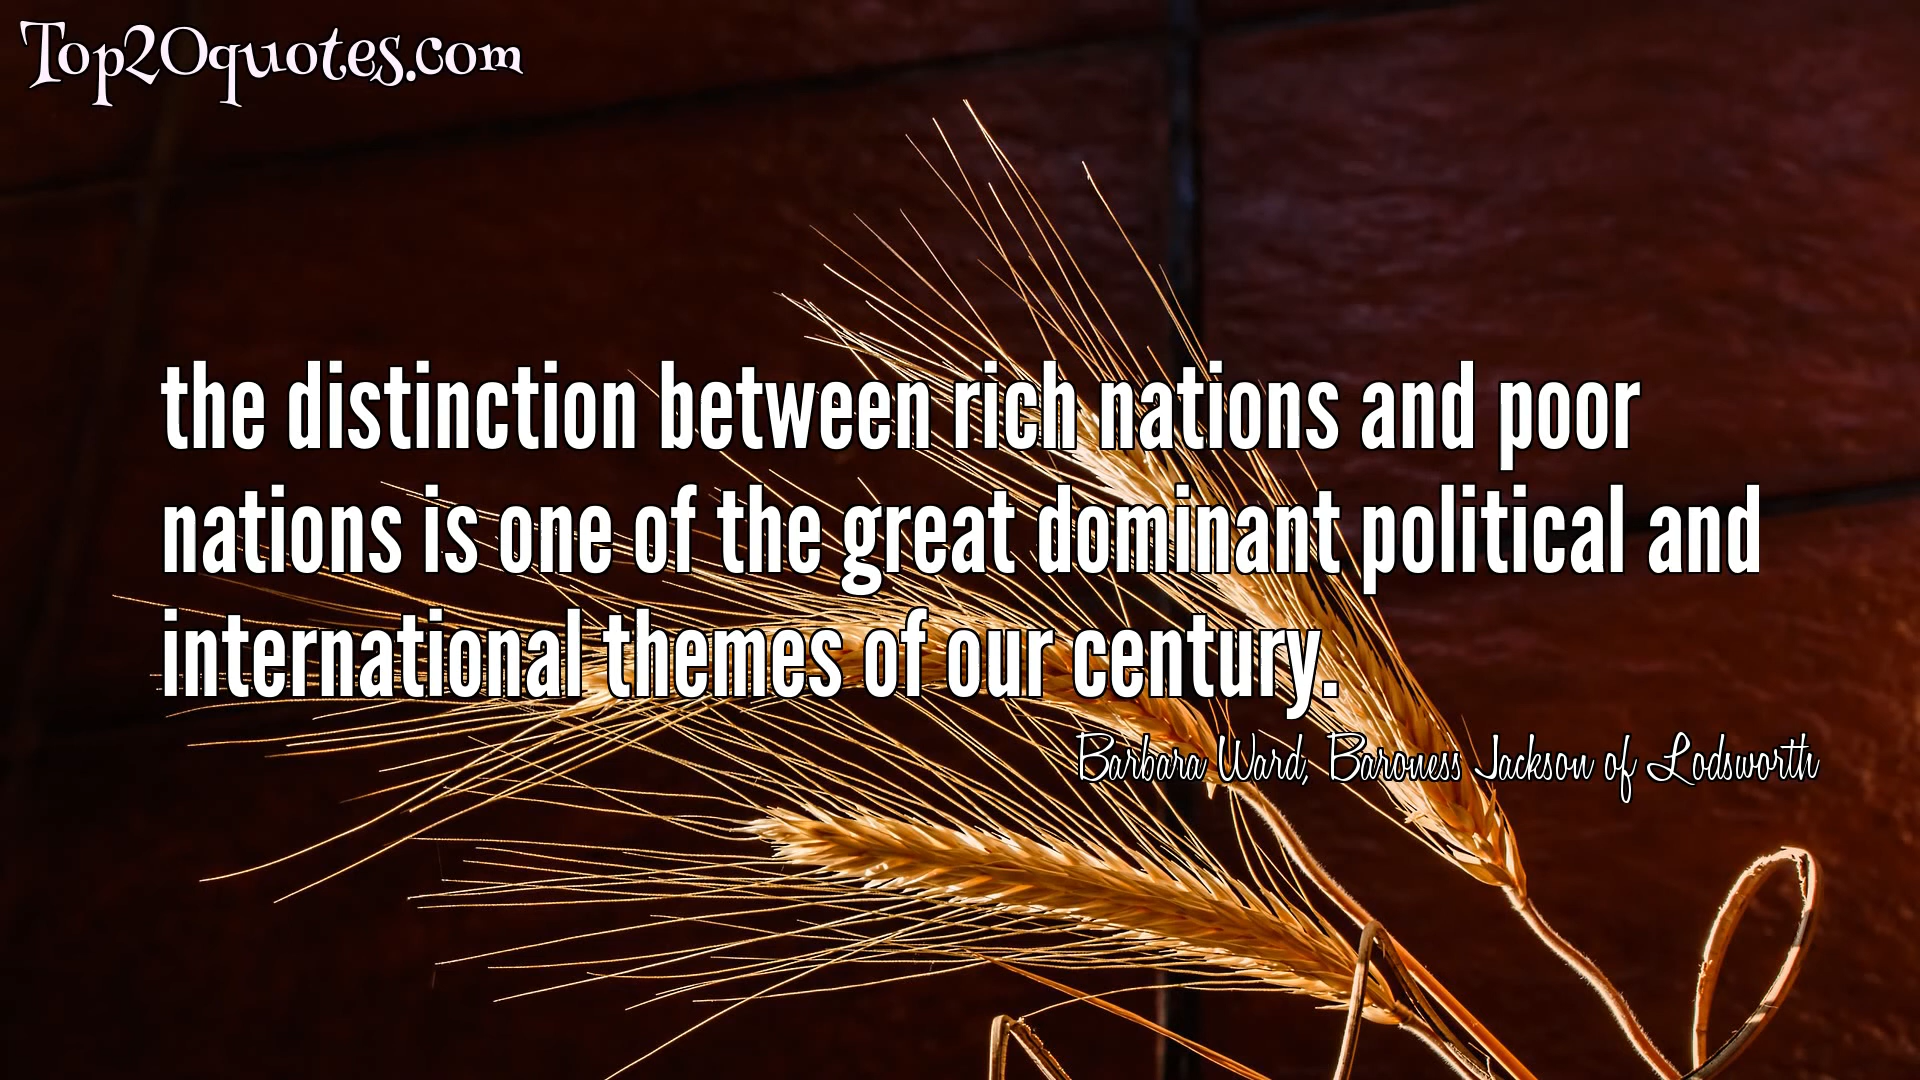 Top20quotes.com
the distinction between rich nations and poor
nations is one of the great dominant political and
international themes of our century.
Barbara Ward, Baroness Jackson of Lodsworth